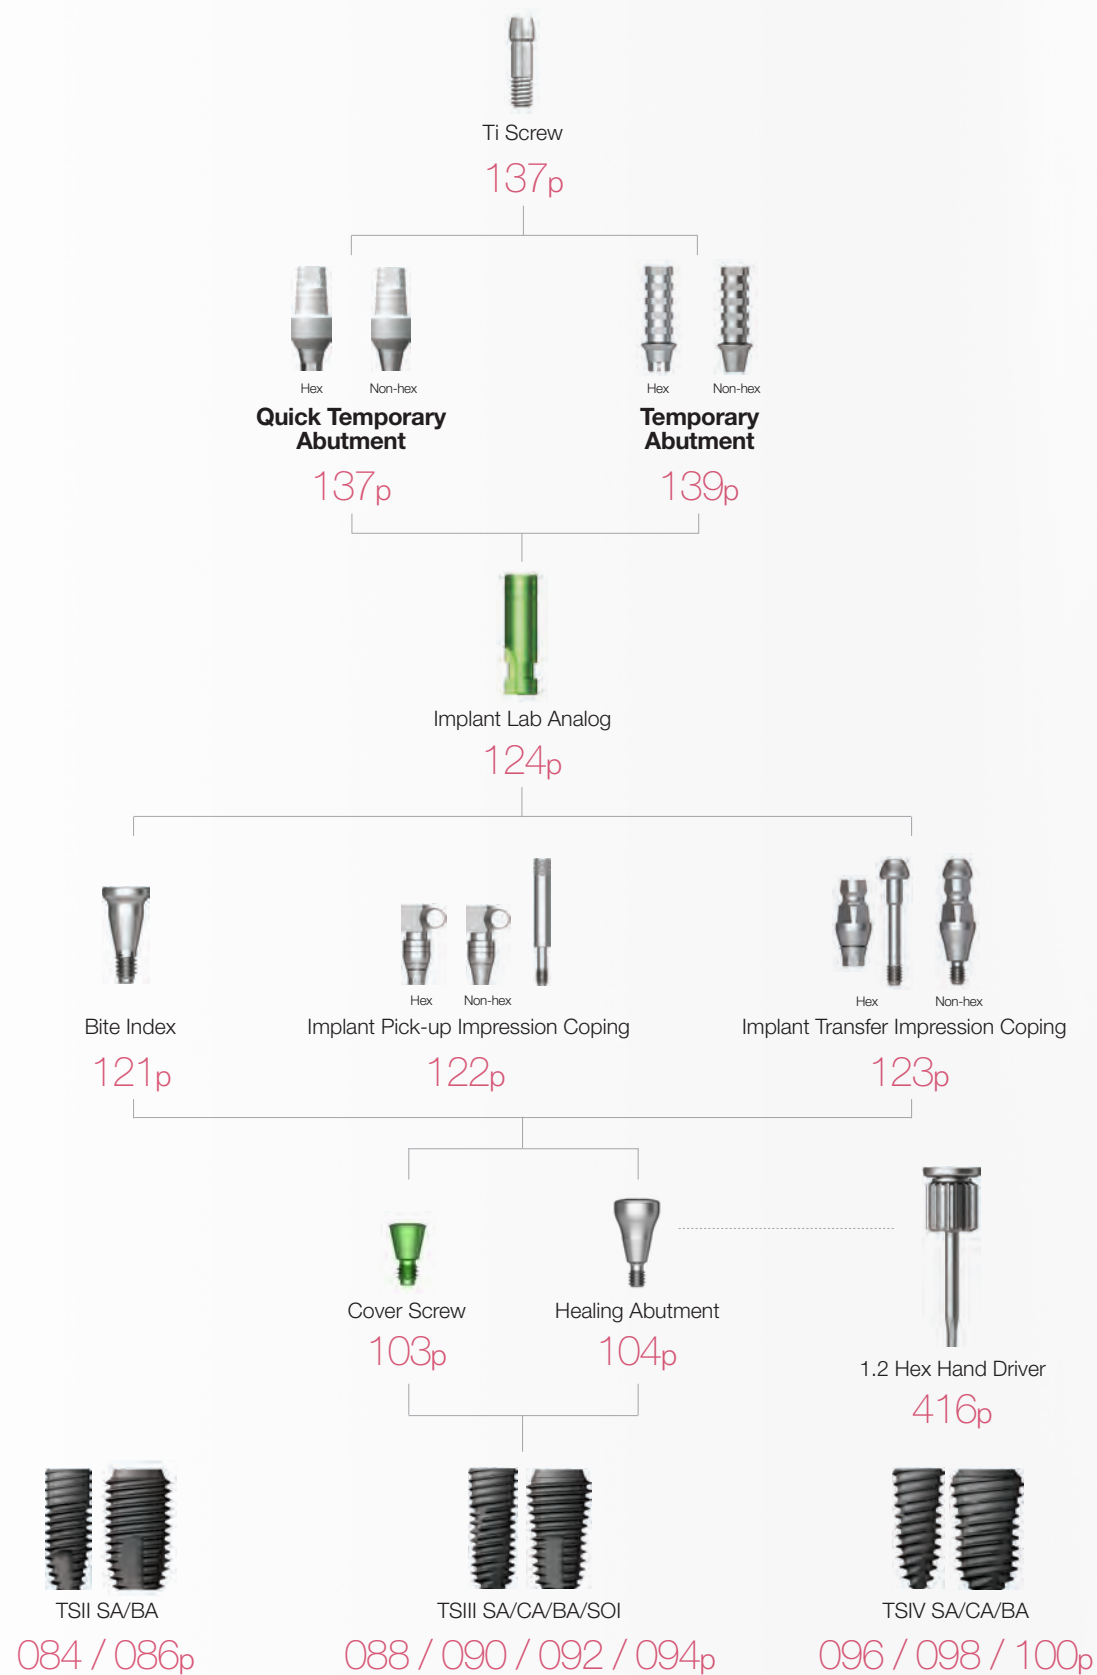 Ti Screw
137p
Hex
Non-hex
Quick Temporary
Abutment
137p
Hex
Non-hex
Temporary
Abutment
139p
Implant Lab Analog
124p
Bite Index
121p
Hex
Non-hex
Implant Pick-up Impression Coping
122p
Hex
Non-hex
Implant Transfer Impression Coping
123p
Cover Screw
103p
Healing Abutment
104p
1.2 Hex Hand Driver
416p
TSII SA/BA
084 / 086p
TSIII SA/CA/BA/SOI
088 / 090 / 092 / 094p
TSIV SA/CA/BA
096 / 098 / 100p